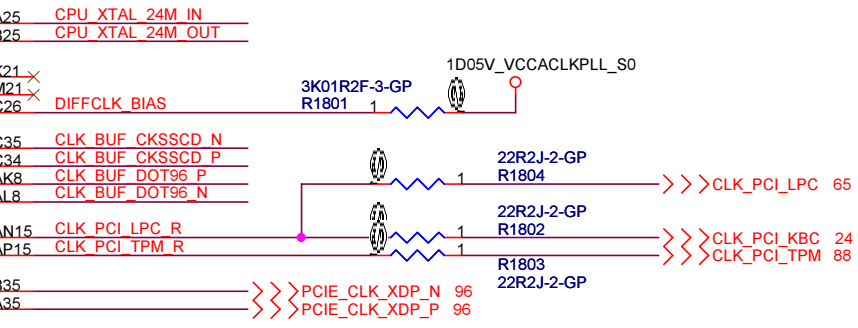 A25 CPU_XTAL_24M_IN
B25 CPU_XTAL_24M_OUT
1D05V_VCCACLKPLL_S0
K21
M21
3K01R2F-3-GP
C26 DIFFCLK_BIAS R1801 1
C35 CLK_BUF_CKSSCD_N
C34 CLK_BUF_CKSSCD_P
22R2J-2-GP
AK8 CLK_BUF_DOT96_P 1 R1804 CLK_PCI_LPC 65
AL8 CLK_BUF_DOT96_N
22R2J-2-GP
AN15 CLK_PCI_LPC_R 1 R1802 CLK_PCI_KBC 24
AP15 CLK_PCI_TPM_R 1 CLK_PCI_TPM 88
R1803
22R2J-2-GP
B35 PCIE_CLK_XDP_N 96
A35 PCIE_CLK_XDP_P 96